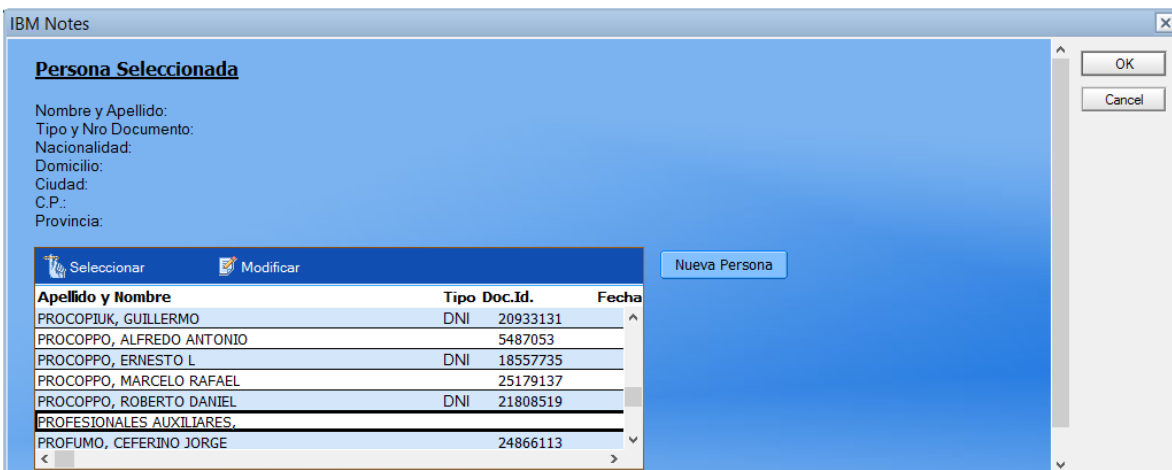 IBM Notes
Persona Seleccionada
OK
Cancel
Nombre y Apellido:
Tipo y Nro Documento:
Nacionalidad:
Domicilio:
Ciudad:
C.P.:
Provincia:
Seleccionar Modificar Nueva Persona
Apellido y Nombre Tipo Doc.Id. Fecha
PROCOPIUK, GUILLERMO DNI 20933131
PROCOPPO, ALFREDO ANTONIO 5487053
PROCOPPO, ERNESTO L DNI 18557735
PROCOPPO, MARCELO RAFAEL 25179137
PROCOPPO, ROBERTO DANIEL DNI 21808519
PROFESIONALES AUXILIARES,
PROFUMO, CEFERINO JORGE 24866113